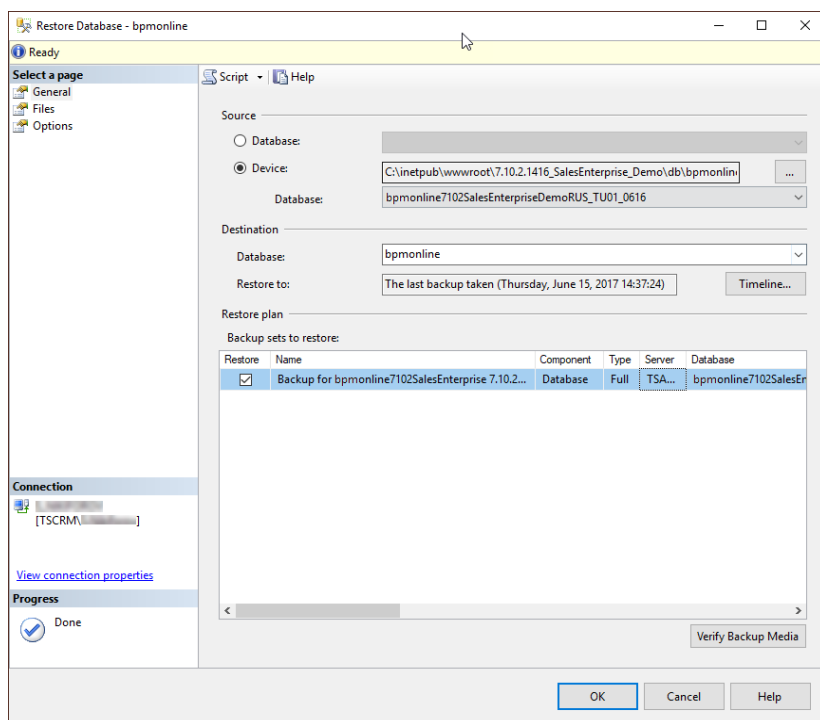 Restore Database - bpmonline
Ready
Select a page
General
Files
Options
Script
Help
Source
Database:
Device:
C:\inetpub\wwwroot\7.10.2.1416_SalesEnterprise_Demo\db\bpmonlin
...
Database:
bpmonline7102SalesEnterpriseDemoRUS_TU01_0616
Destination
Database:
bpmonline
Restore to:
The last backup taken (Thursday, June 15, 2017 14:37:24)
Timeline...
Restore plan
Backup sets to restore:
Restore Name Component Type Server Database
Backup for bpmonline7102SalesEnterprise 7.10.2... Database Full TSA... bpmonline7102SalesEn
Connection
[TSCRM\ ]
View connection properties
Progress
Done
Verify Backup Media
OK Cancel Help